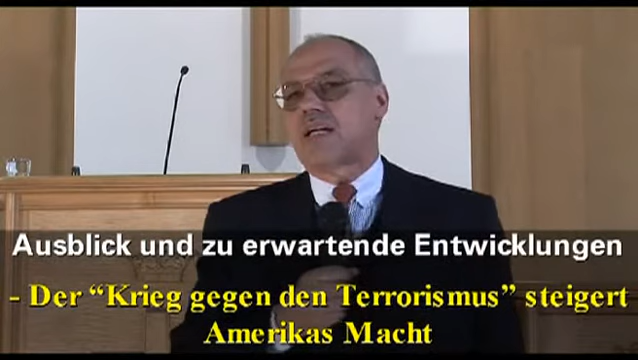 Ausblick und zu erwartende Entwicklungen
- Der “Krieg gegen den Terrorismus” steigert
Amerikas Macht